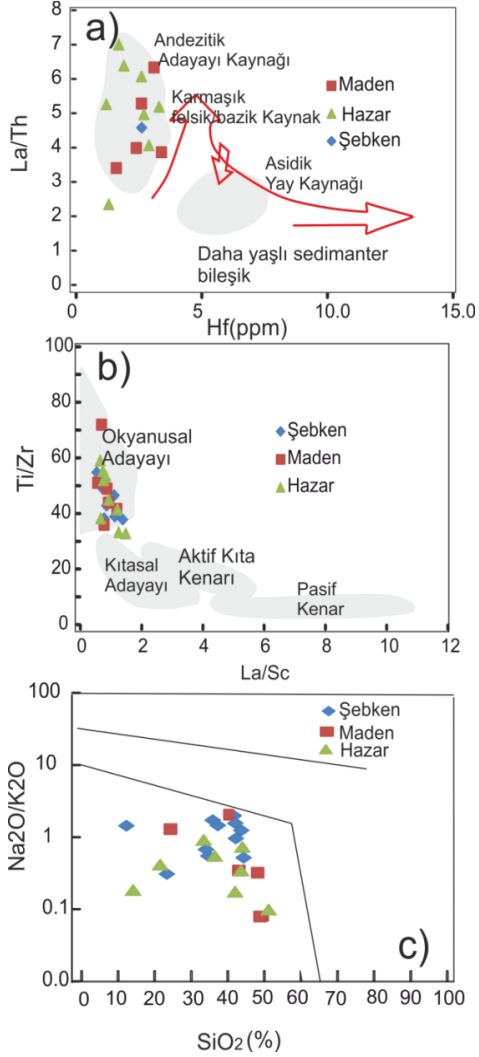 a)
8
7
6
5
4
3
2
1
0
La/Th
Andezitik
Adayayı Kaynağı
Karmaşık
felsik/bazik Kaynak
Asidik
Yay Kaynağı
Daha yaşlı sedimanter
bileşik
Maden
Hazar
Şebken
0 5 10.0 15.0
Hf(ppm)
b)
100
80
60
40
20
0
Ti/Zr
Okyanusal
Adayayı
Kıtasal
Adayayı
Aktif Kıta
Kenarı
Pasif
Kenar
Şebken
Maden
Hazar
0 2 4 6 8 10 12
La/Sc
100
10
1
0.1
0.0
Na2O/K2O
Şebken
Maden
Hazar
c)
0 10 20 30 40 50 60 70 80 90 100
SiO2 (%)